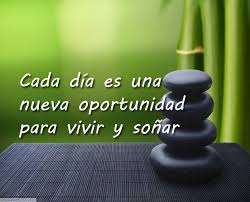 Cada día es una
nueva oportunidad
para vivir y soñar